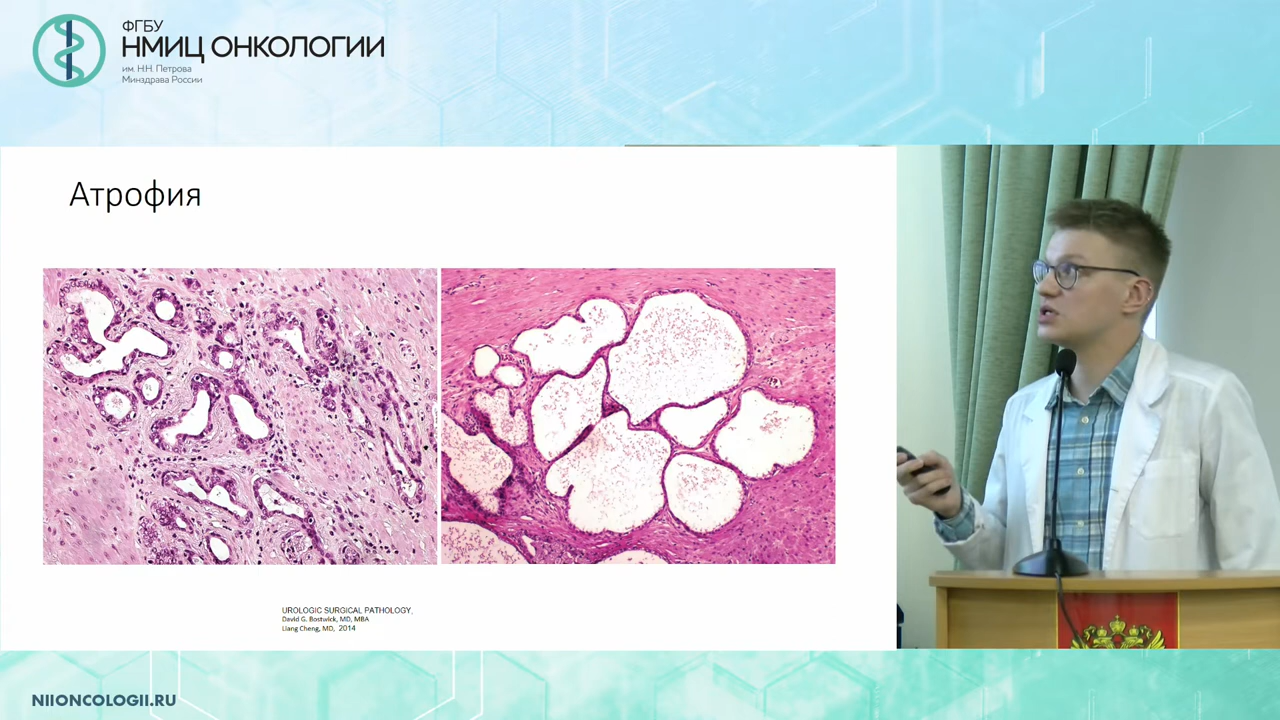 ФГБУ
НМИЦ ОНКОЛОГИИ
им. Н.Н. Петрова
Минздрава России
Атрофия
UROLOGIC SURGICAL PATHOLOGY,
David G. Bostwick, MD, MBA
Liang Cheng, MD, 2014
NIIONCOLOGII.RU